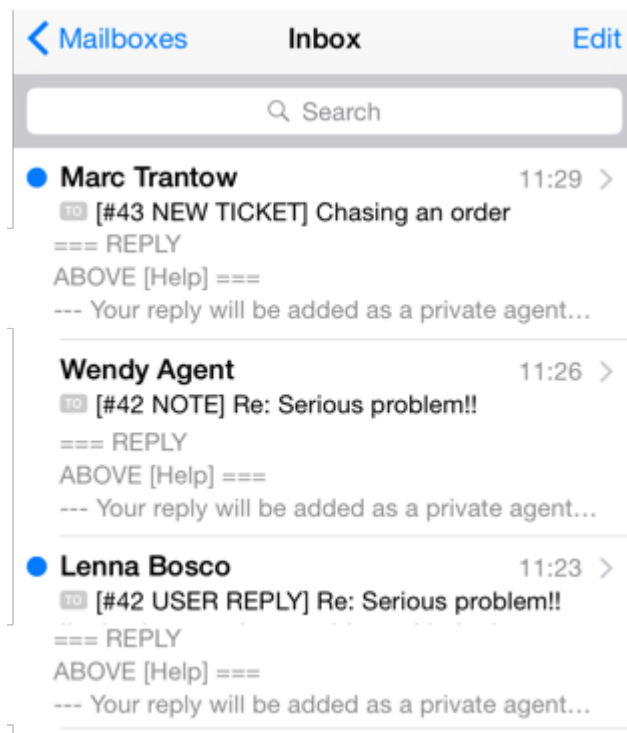 Mailboxes Inbox Edit
Search
Marc Trantow 11:29
TO [#43 NEW TICKET] Chasing an order
=== REPLY
ABOVE [Help] ===
--- Your reply will be added as a private agent...
Wendy Agent 11:26
TO [#42 NOTE] Re: Serious problem!!
=== REPLY
ABOVE [Help] ===
--- Your reply will be added as a private agent...
Lenna Bosco 11:23
TO [#42 USER REPLY] Re: Serious problem!!
=== REPLY
ABOVE [Help] ===
--- Your reply will be added as a private agent...